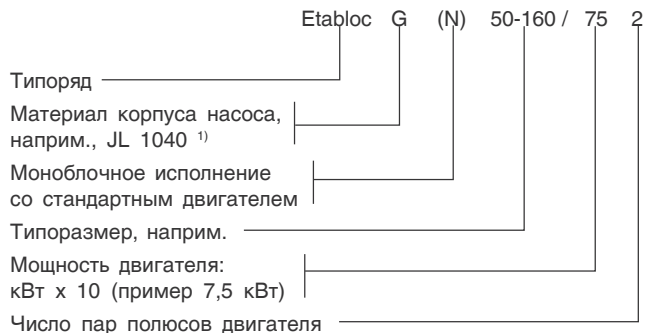 Etabloc G (N) 50-160 / 75 2
Типоряд
Материал корпуса насоса,
наприм., JL 1040 1)
Моноблочное исполнение
со стандартным двигателем
Типоразмер, наприм.
Мощность двигателя:
кВт x 10 (пример 7,5 кВт)
Число пар полюсов двигателя